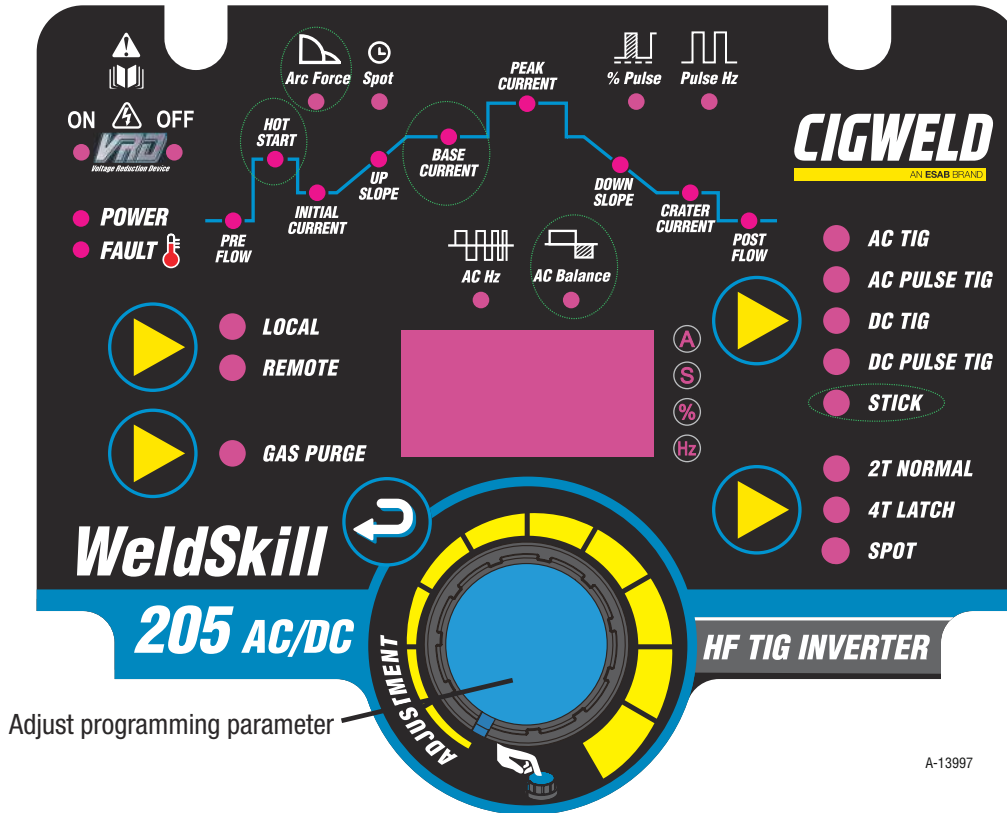 Arc Force
Spot
PEAK
CURRENT
% Pulse
Pulse Hz
ON
OFF
VRD
Voltage Reduction Device
HOT
START
BASE
CURRENT
CIGWELD
AN ESAB BRAND
UP
SLOPE
DOWN
SLOPE
INITIAL
CURRENT
CRATER
CURRENT
POWER
FAULT
PRE
FLOW
POST
FLOW
AC Hz
AC Balance
AC TIG
AC PULSE TIG
DC TIG
DC PULSE TIG
STICK
LOCAL
REMOTE
A
S
%
Hz
GAS PURGE
2T NORMAL
4T LATCH
SPOT
WeldSkill
205 AC/DC
HF TIG INVERTER
ADJUSTMENT
Adjust programming parameter
A-13997